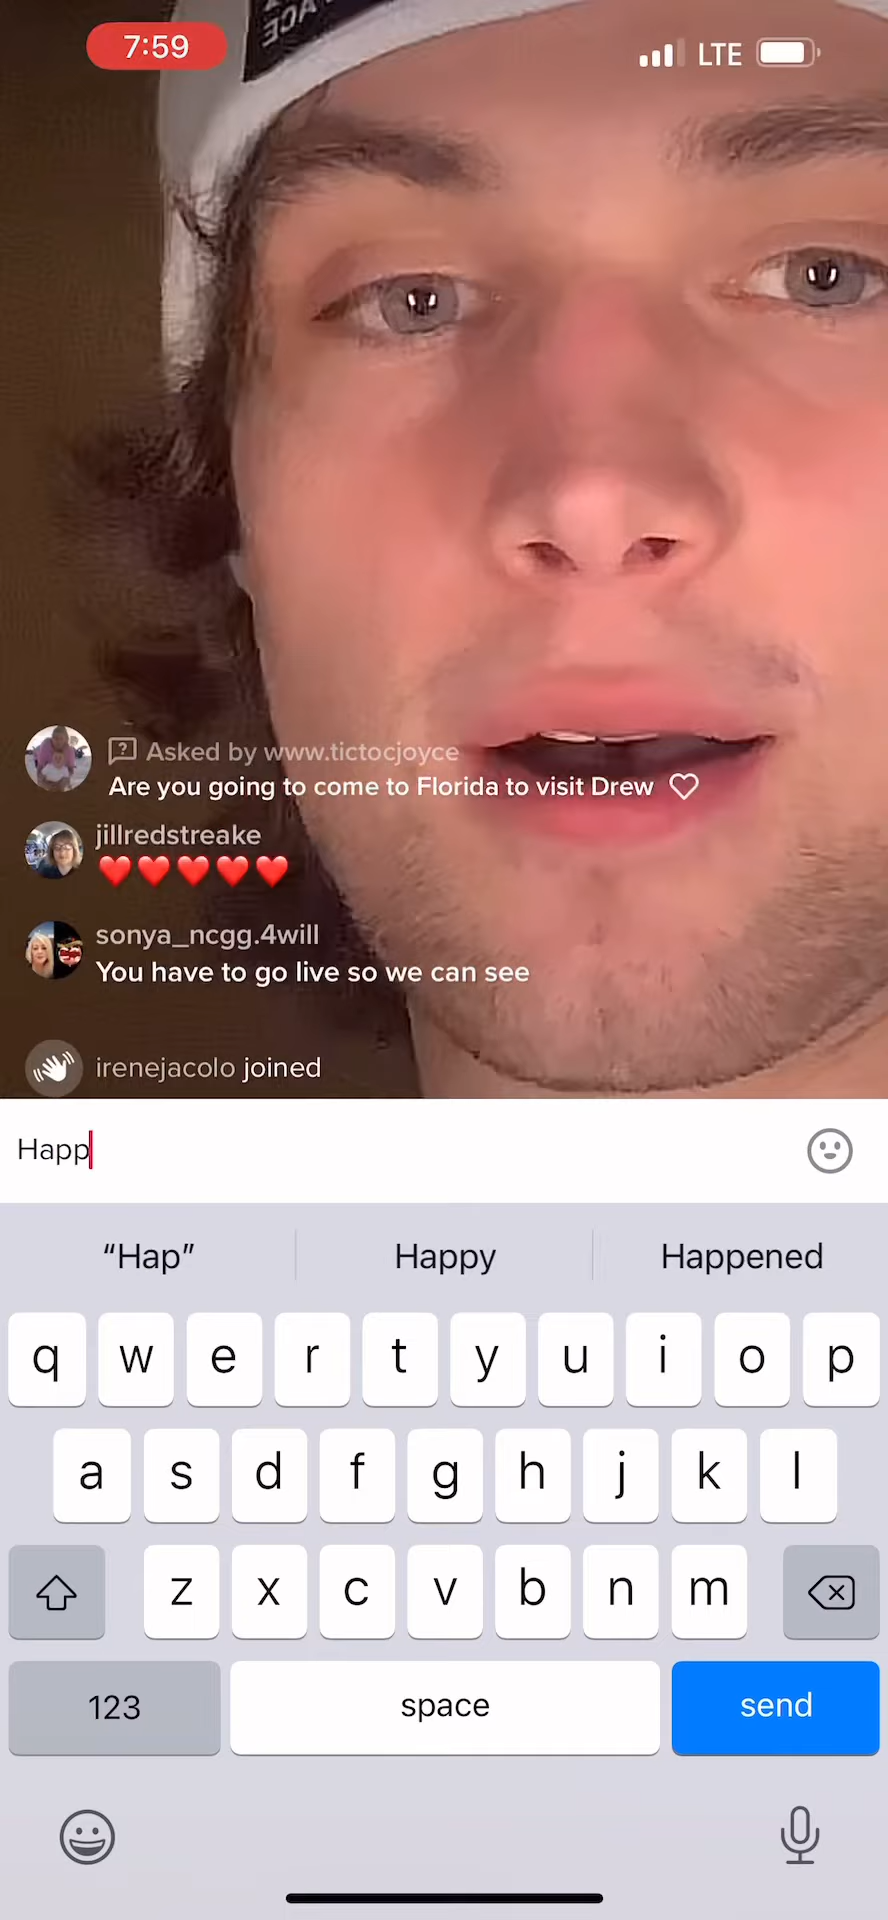 7:59
LTE
Asked by www.tictocjoyce
Are you going to come to Florida to visit Drew
jillredstreake
sonya_ncgg.4will
You have to go live so we can see
irenejacolo joined
Happ
“Hap” Happy Happened
q w e r t y u i o p
a s d f g h j k l
z x c v b n m
123 space send